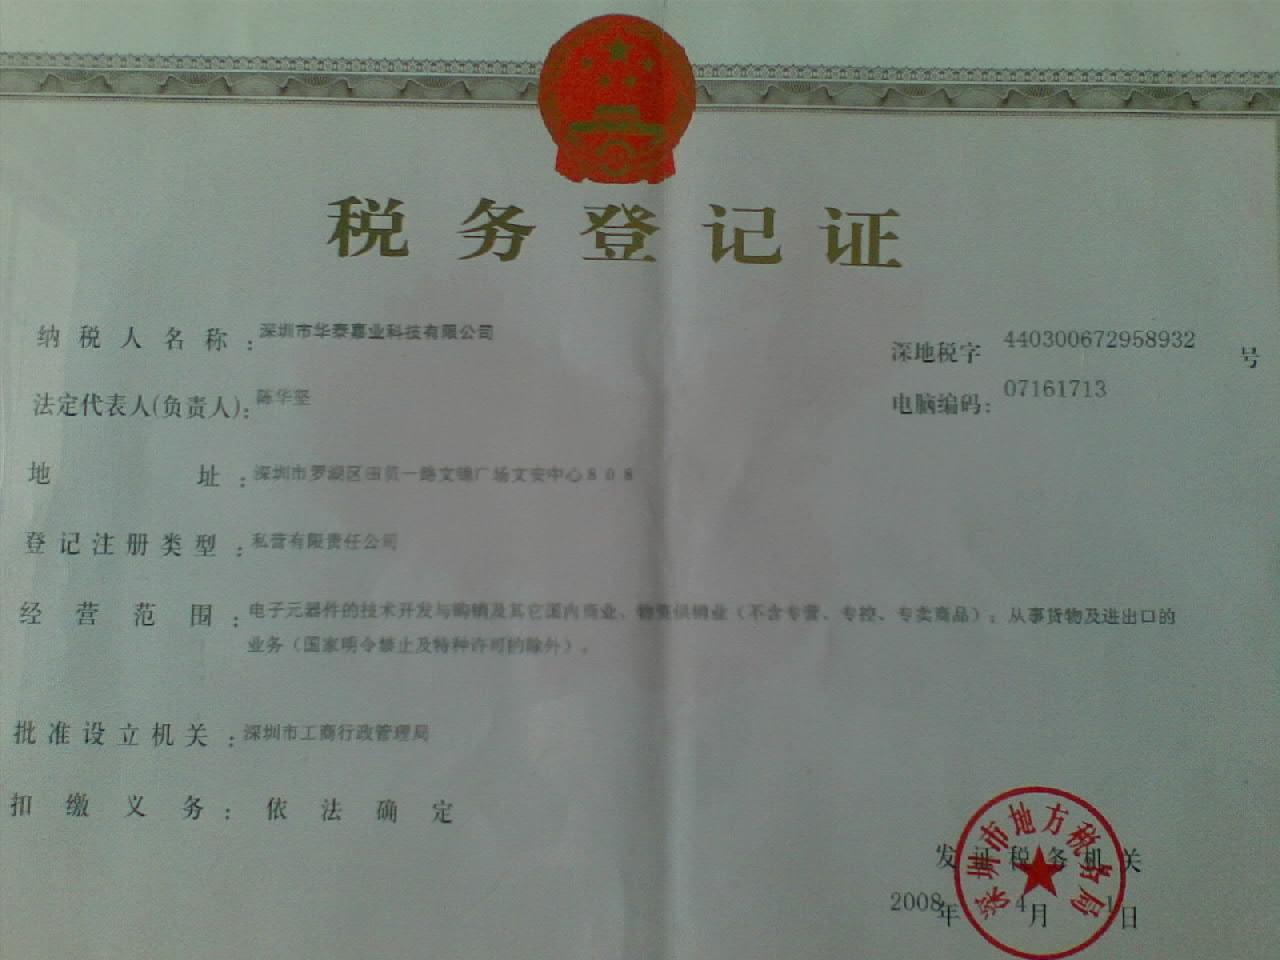 税务登记证
纳税人名称：深圳市华泰嘉业科技有限公司
深地税字 440300672958932 号
法定代表人(负责人)：陈华坚
电脑编码：07161713
地址：深圳市罗湖区田贝一路文锦广场文安中心808
登记注册类型：私营有限责任公司
经营范围：电子元器件的技术开发与购销及其它国内商业、物资供销业（不含专营、专控、专卖商品）；从事货物及进出口的
业务（国家明令禁止及特种许可的除外）。
批准设立机关：深圳市工商行政管理局
扣缴义务：依法确定
深圳市地方税务局
发证税务机关
2008年4月1日